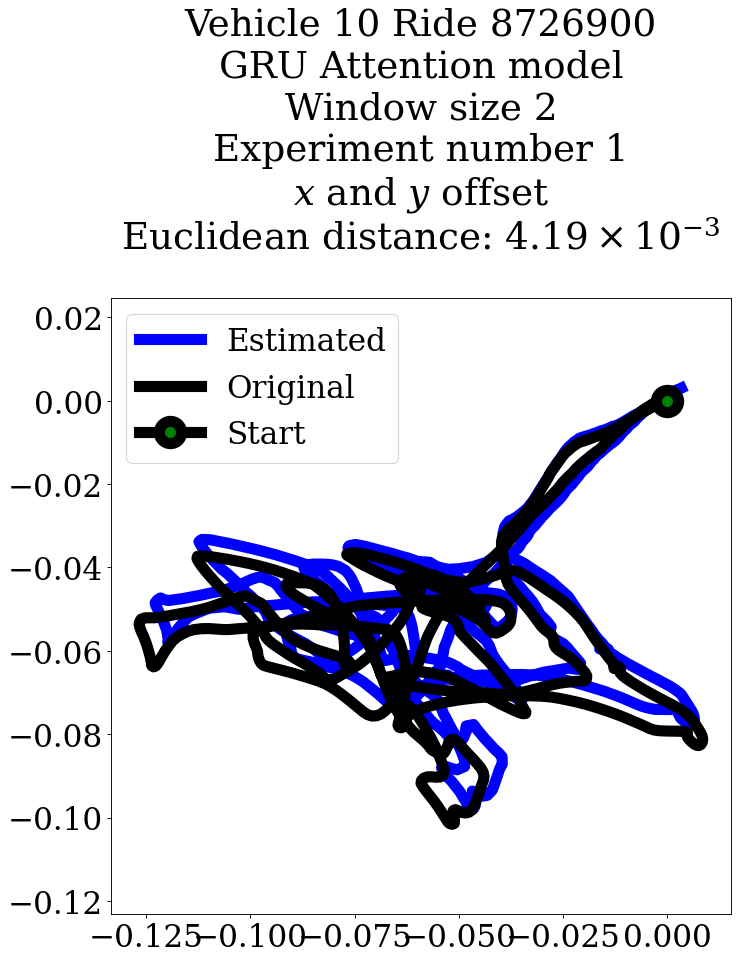 Vehicle 10 Ride 8726900
GRU Attention model
Window size 2
Experiment number 1
x and y offset
Euclidean distance: 4.19 × 10⁻³
Estimated
Original
Start
0.02
0.00
−0.02
−0.04
−0.06
−0.08
−0.10
−0.12
−0.125 −0.100 −0.075 −0.050 −0.025 0.000